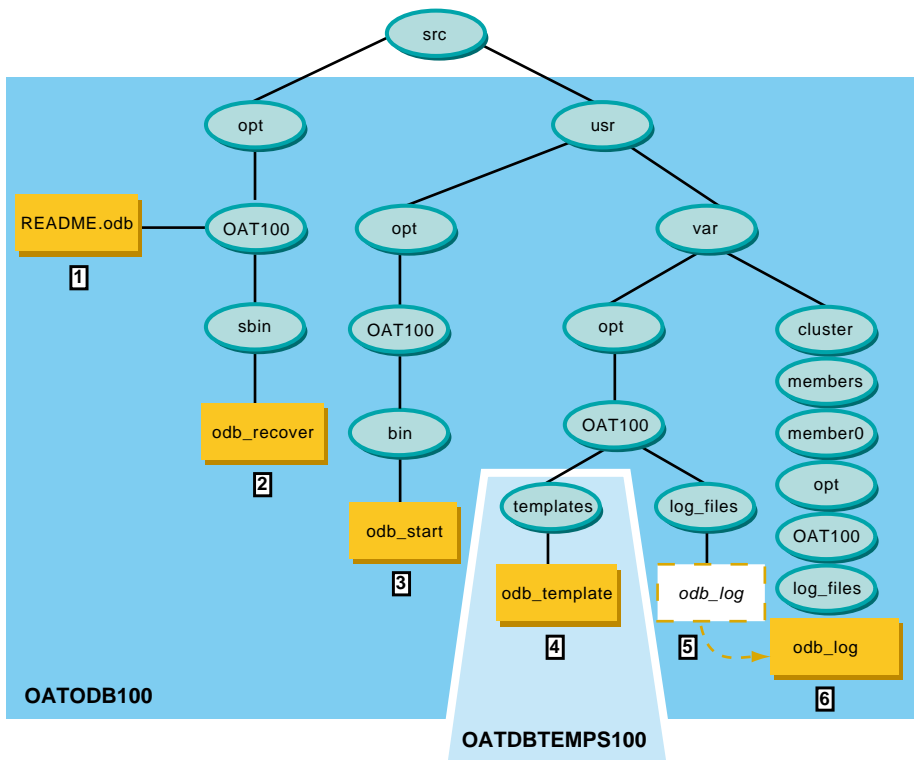 src
opt
usr
README.odb
OAT100
opt
var
1
sbin
OAT100
opt
cluster
members
odb_recover
bin
OAT100
member0
2
templates
log_files
opt
odb_start
OAT100
3
odb_template
odb_log
log_files
4
5
odb_log
6
OATODB100
OATDBTEMPS100